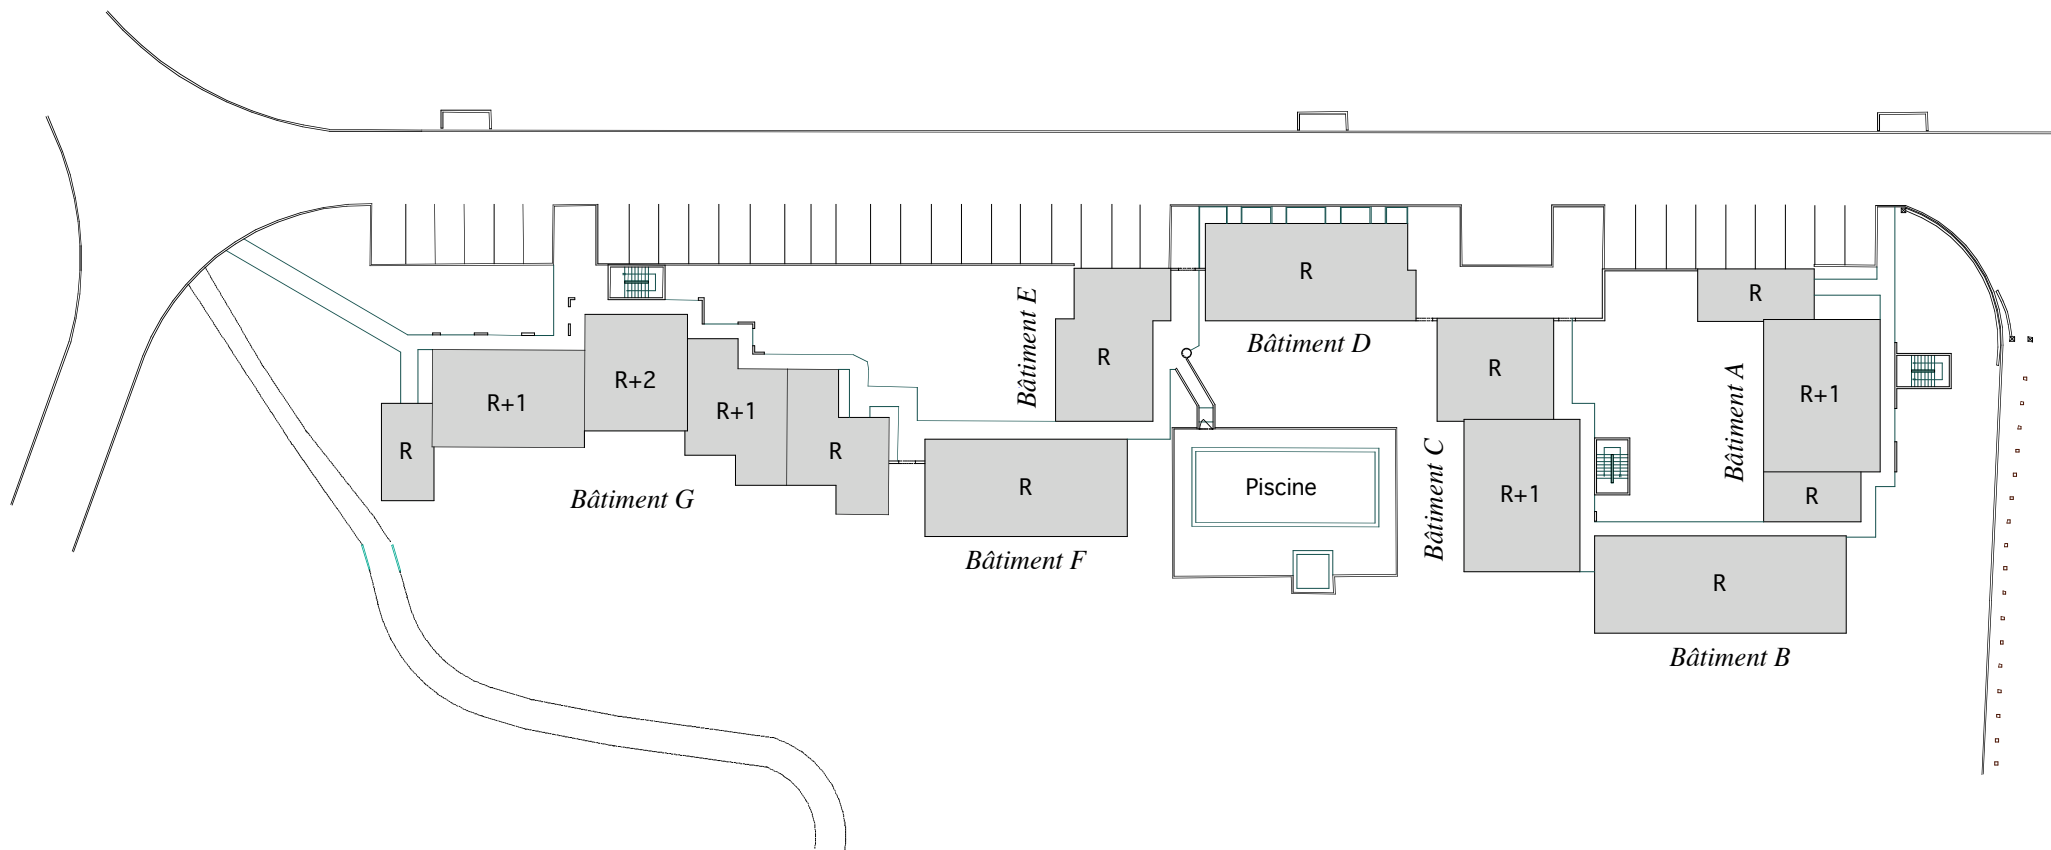 R+1
R+2
R+1
R
R
Bâtiment G
R
Bâtiment F
Bâtiment E
R
R
Bâtiment D
Piscine
R
R+1
Bâtiment C
R
R+1
R
Bâtiment A
R
Bâtiment B